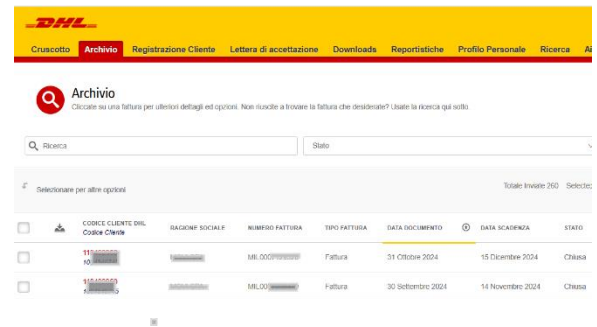 DHL
Cruscotto Archivio Registrazione Cliente Lettera di accettazione Downloads Reportistiche Profilo Personale Ricerca
Archivio
Cliccate su una fattura per ulteriori dettagli ed opzioni. Non riuscite a trovare la fattura che desiderate? Usate la ricerca qui sotto
Ricerca Stato
Selezionare per altre opzioni Totale Inviate 260
CODICE CLIENTE DHL
Codice Cliente RAGIONE SOCIALE NUMERO FATTURA TIPO FATTURA DATA DOCUMENTO DATA SCADENZA STATO
MIL000 Fattura 31 Ottobre 2024 15 Dicembre 2024 Chiusa
MIL000 Fattura 30 Settembre 2024 14 Novembre 2024 Chiusa